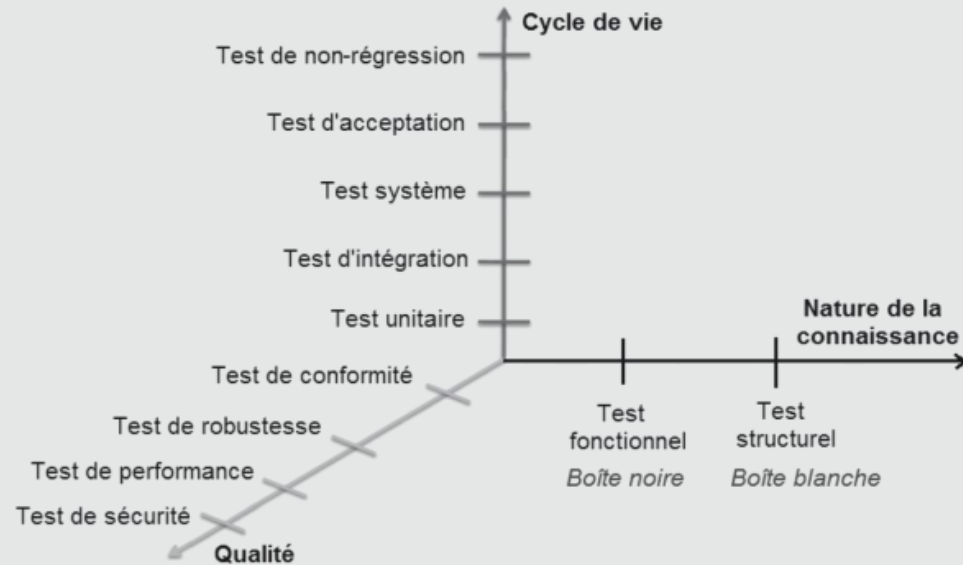 Cycle de vie
Test de non-régression
Test d'acceptation
Test système
Test d'intégration
Test unitaire
Nature de la
connaissance
Test de conformité
Test de robustesse
Test de performance
Test de sécurité
Qualité
Test
fonctionnel
Boîte noire
Test
structurel
Boîte blanche